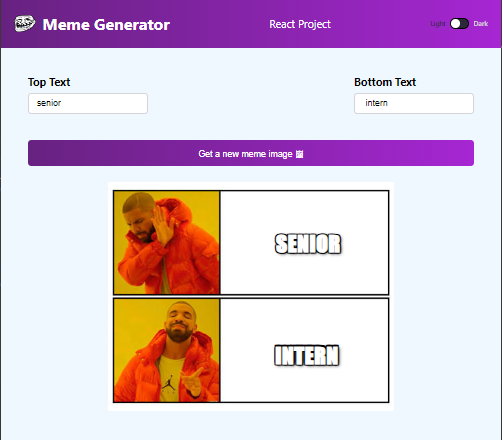 Meme Generator
React Project
Light Dark
Top Text
Bottom Text
senior
intern
Get a new meme image 🖼
SENIOR
INTERN